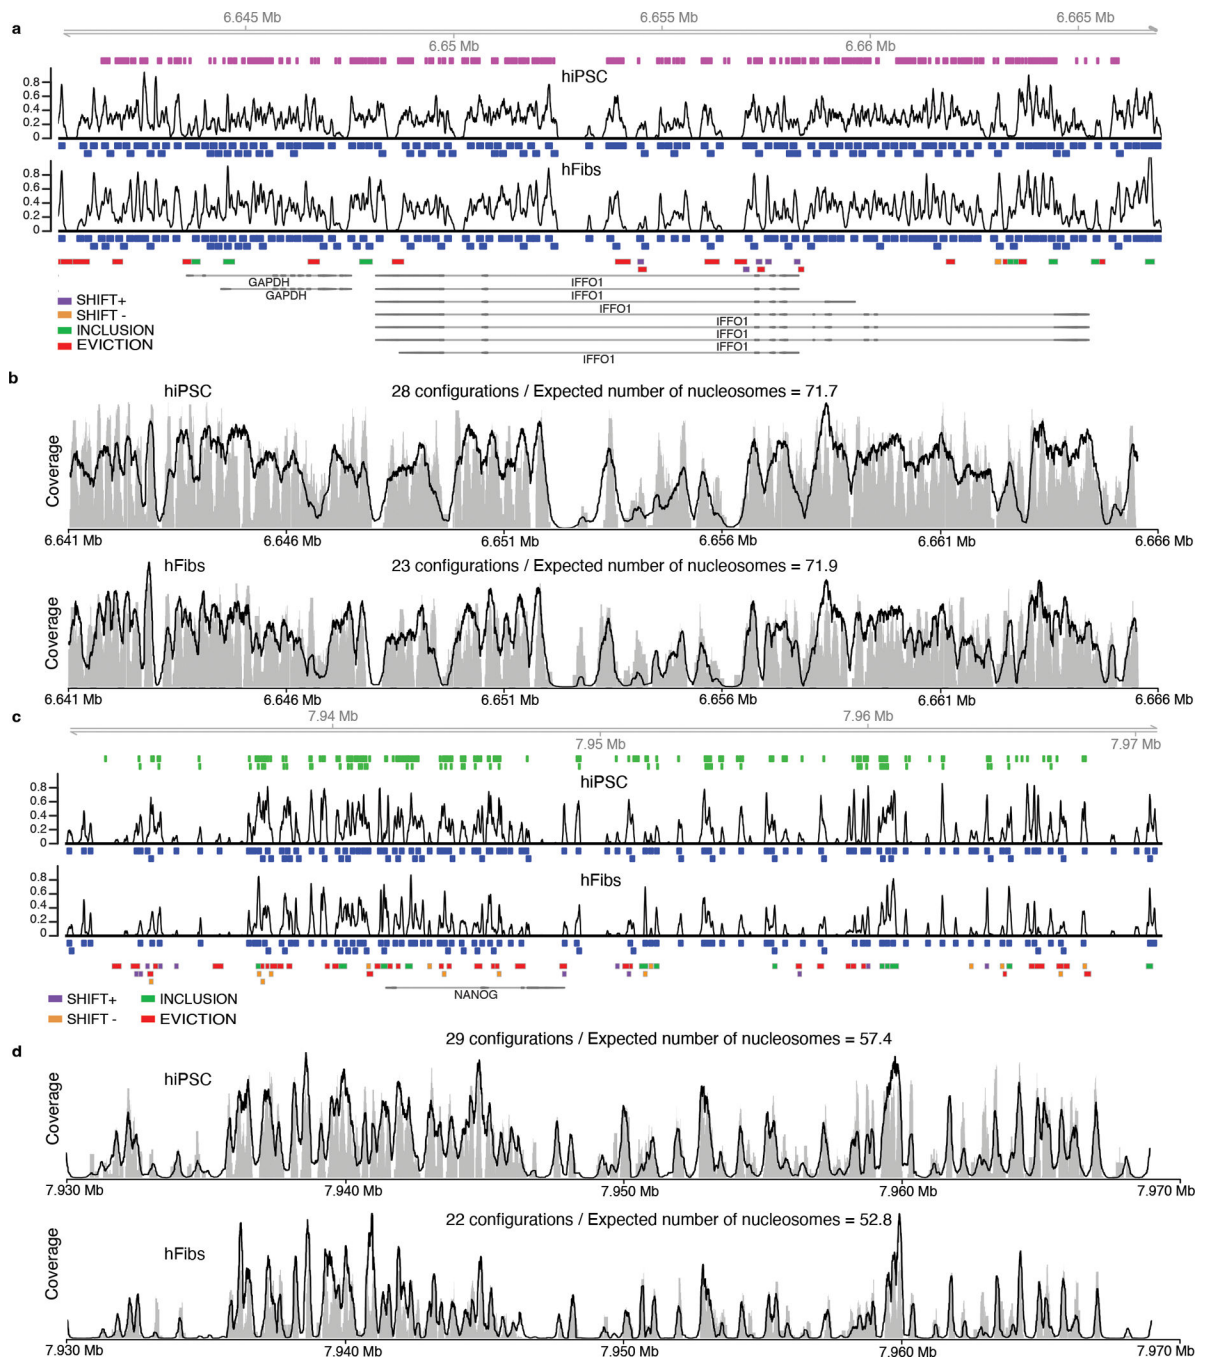 a
6.645 Mb 6.655 Mb 6.665 Mb
6.65 Mb 6.66 Mb
hiPSC
0.8
0.6
0.4
0.2
0
hFibs
0.8
0.6
0.4
0.2
0
GAPDH IFFO1
GAPDH IFFO1
IFFO1
IFFO1
IFFO1
IFFO1
IFFO1
SHIFT+
SHIFT -
INCLUSION
EVICTION
b
hiPSC 28 configurations / Expected number of nucleosomes = 71.7
Coverage
6.641 Mb 6.646 Mb 6.651 Mb 6.656 Mb 6.661 Mb 6.666 Mb
hFibs 23 configurations / Expected number of nucleosomes = 71.9
Coverage
6.641 Mb 6.646 Mb 6.651 Mb 6.656 Mb 6.661 Mb 6.666 Mb
c
7.94 Mb 7.96 Mb
7.95 Mb 7.97 Mb
hiPSC
0.8
0.6
0.4
0.2
0
hFibs
0.8
0.6
0.4
0.2
0
NANOG
SHIFT+ INCLUSION
SHIFT - EVICTION
d
29 configurations / Expected number of nucleosomes = 57.4
hiPSC
Coverage
7.930 Mb 7.940 Mb 7.950 Mb 7.960 Mb 7.970 Mb
22 configurations / Expected number of nucleosomes = 52.8
hFibs
Coverage
7.930 Mb 7.940 Mb 7.950 Mb 7.960 Mb 7.970 Mb